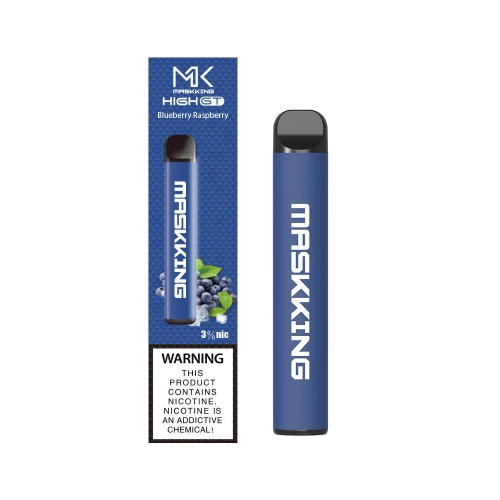 MK
MASKKING
HIGH GT
Blueberry Raspberry
MASKKING
3%nic
WARNING
THIS
PRODUCT
CONTAINS
NICOTINE.
NICOTINE IS
AN ADDICTIVE
CHEMICAL!
MASKKING